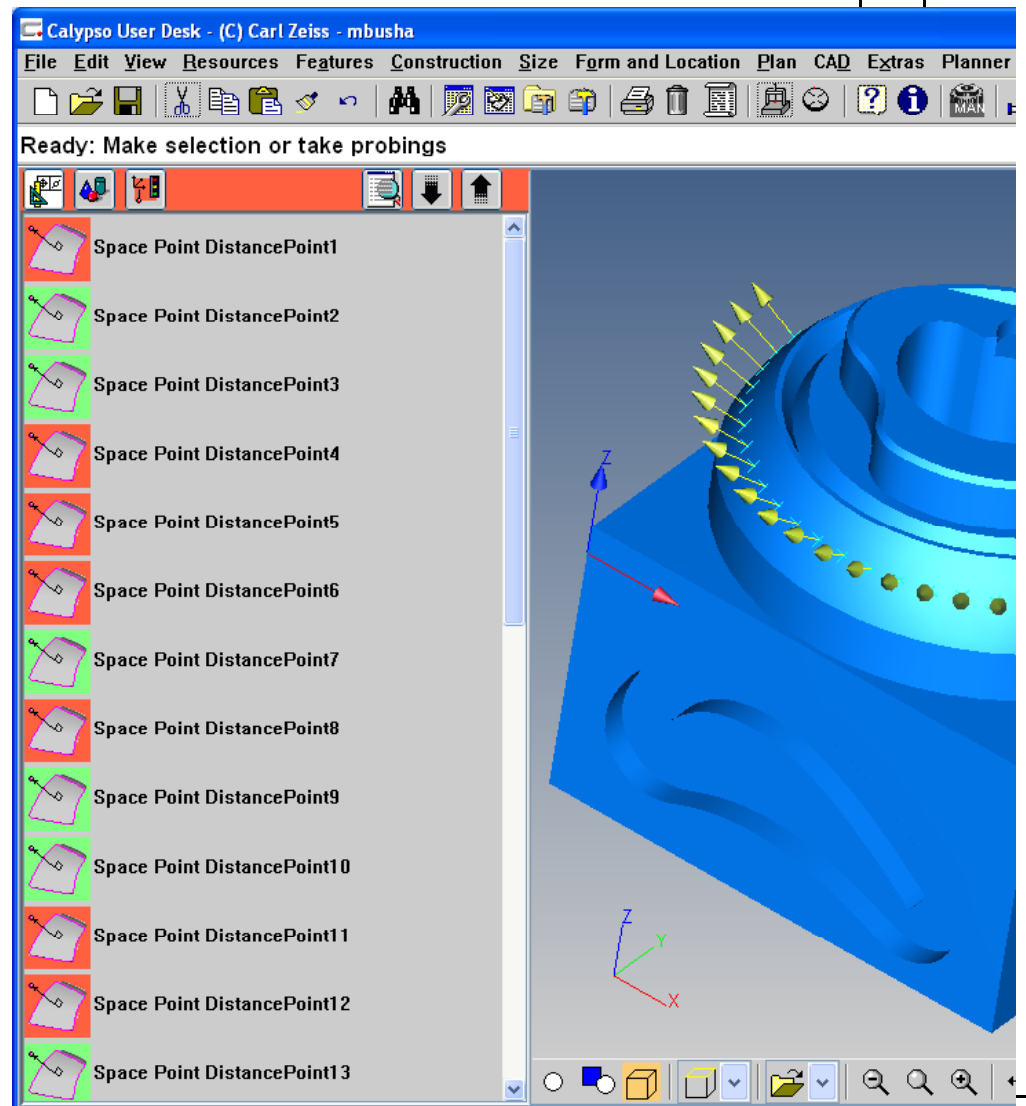 Calypso User Desk - (C) Carl Zeiss - mbusha
File Edit View Resources Features Construction Size Form and Location Plan CAD Extras Planner
MAN
Ready: Make selection or take probings
Space Point DistancePoint1
Space Point DistancePoint2
Space Point DistancePoint3
Space Point DistancePoint4
Space Point DistancePoint5
Space Point DistancePoint6
Space Point DistancePoint7
Space Point DistancePoint8
Space Point DistancePoint9
Space Point DistancePoint10
Space Point DistancePoint11
Space Point DistancePoint12
Space Point DistancePoint13
Z
Z
Y
X